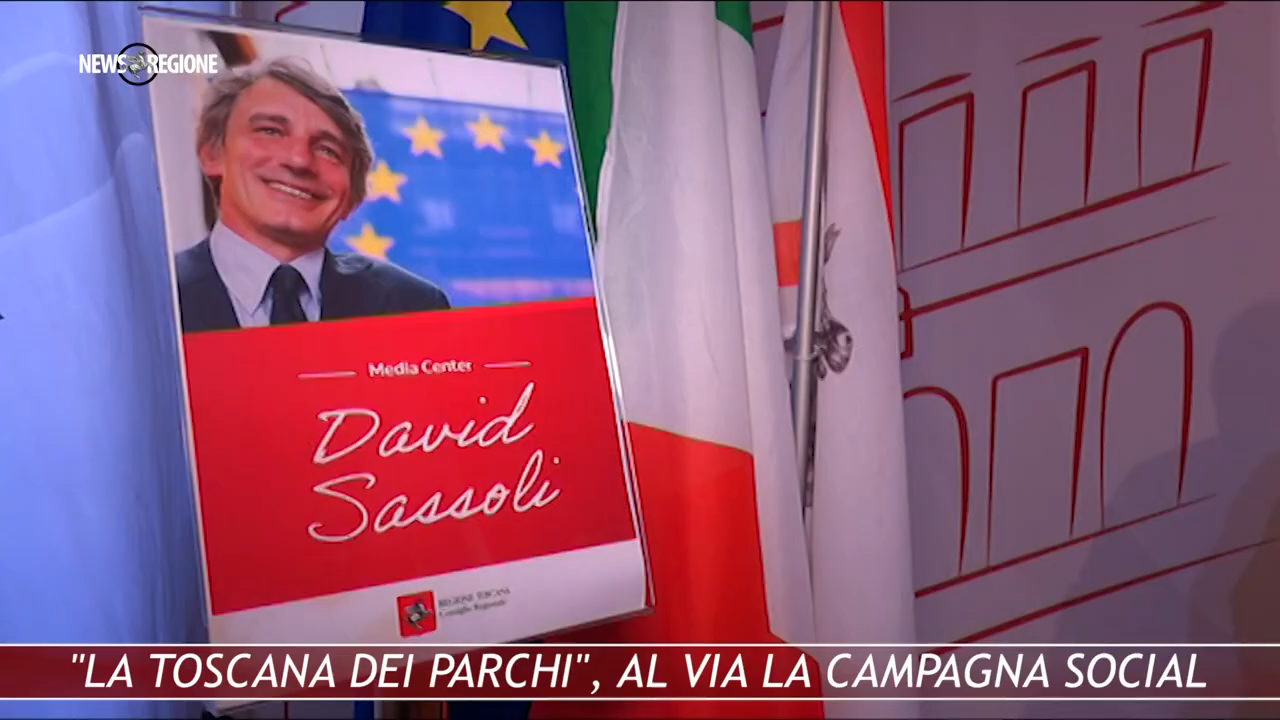 NEWS REGIONE
Media Center
David
Sassoli
REGIONE TOSCANA
Consiglio Regionale
"LA TOSCANA DEI PARCHI", AL VIA LA CAMPAGNA SOCIAL